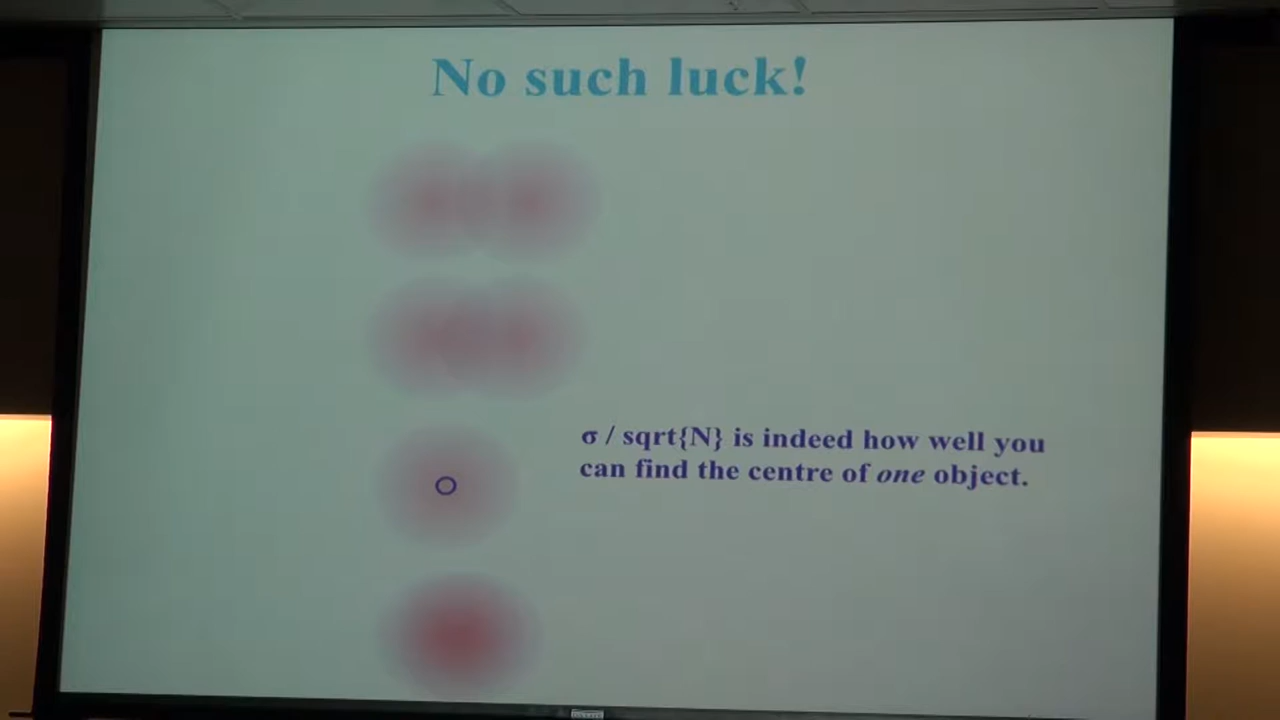 No such luck!
σ / sqrt{N} is indeed how well you
can find the centre of one object.